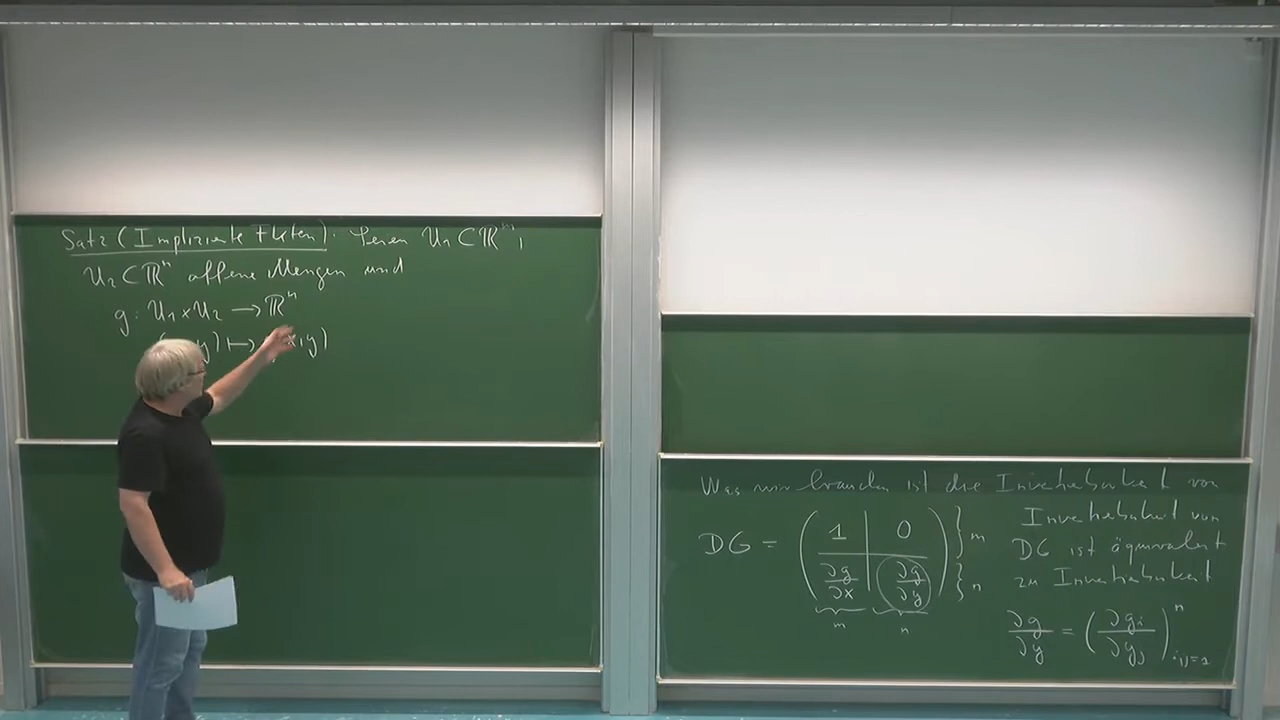 Satz (Implizite Fkten). Seien U₁ ⊂ ℝᵐ,
U₂ ⊂ ℝⁿ offene Mengen und
g: U₁ × U₂ → ℝⁿ
y) ↦ x, y)
Was wir brauchen ist die Invertierbarkeit von
DG = ( 1 | 0 ) } m
( ∂g/∂x | ∂g/∂y ) } n
m n
Invertierbarkeit von
DG ist äquivalent
zu Invertierbarkeit
∂g/∂y = (∂gᵢ/∂yⱼ)ⁿ i,j=1